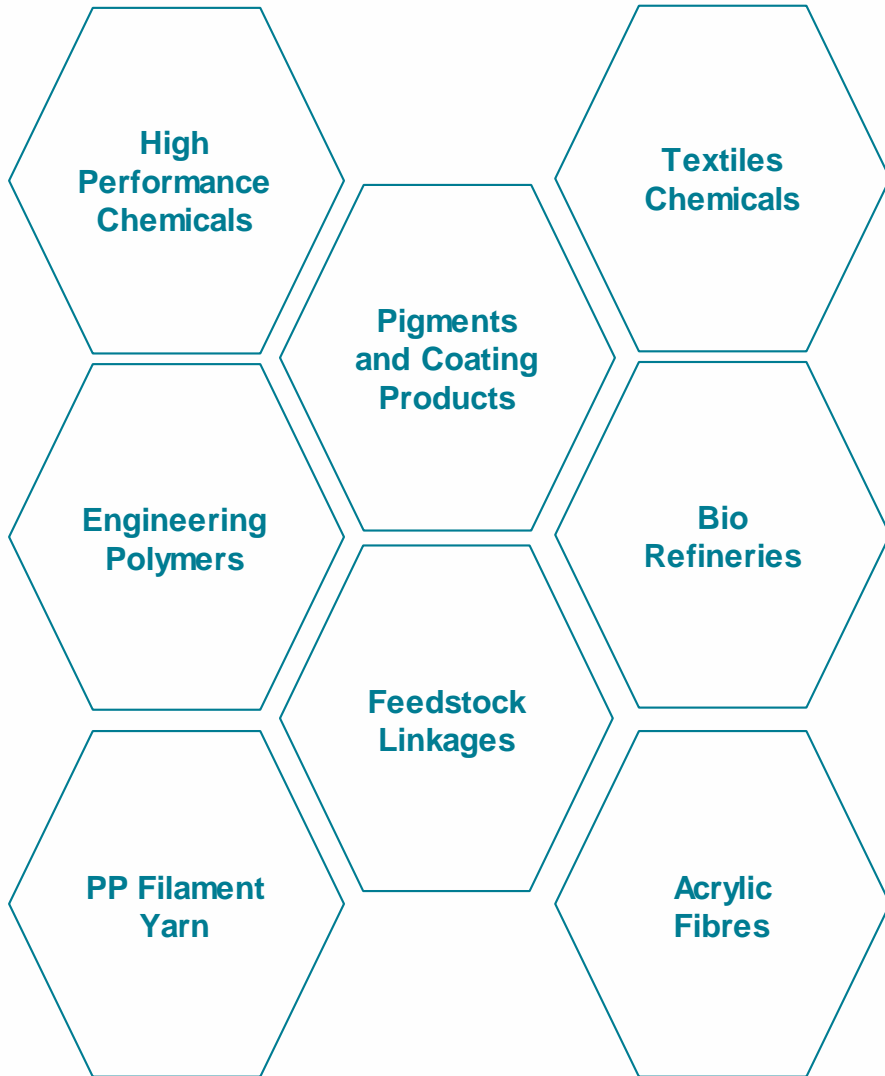 High
Performance
Chemicals
Textiles
Chemicals
Pigments
and Coating
Products
Engineering
Polymers
Bio
Refineries
Feedstock
Linkages
PP Filament
Yarn
Acrylic
Fibres